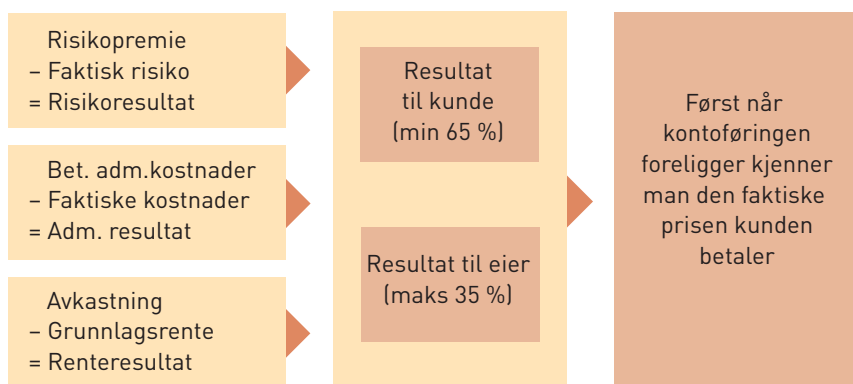 Risikopremie
– Faktisk risiko
= Risikoresultat
Bet. adm.kostnader
– Faktiske kostnader
= Adm. resultat
Avkastning
– Grunnlagsrente
= Renteresultat
Resultat
til kunde
(min 65 %)
Resultat til eier
(maks 35 %)
Først når
kontoføringen
foreligger kjenner
man den faktiske
prisen kunden
betaler